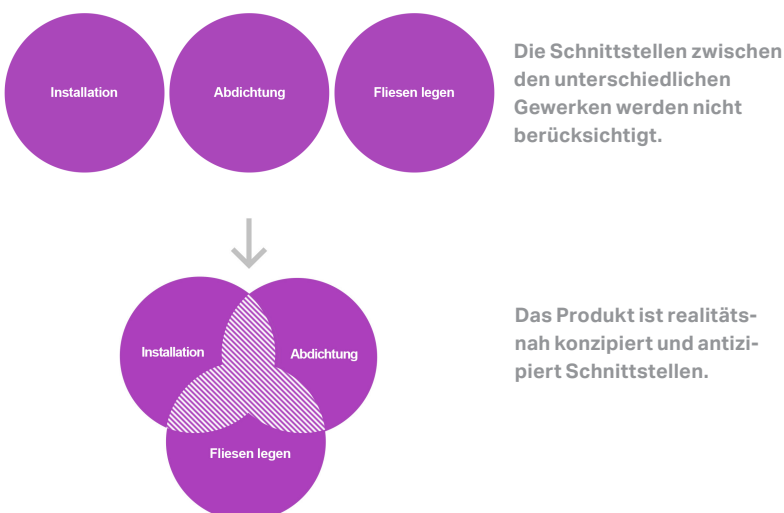 Installation
Abdichtung
Fliesen legen
Die Schnittstellen zwischen
den unterschiedlichen
Gewerken werden nicht
berücksichtigt.
Installation
Abdichtung
Fliesen legen
Das Produkt ist realitäts-
nah konzipiert und antizi-
piert Schnittstellen.